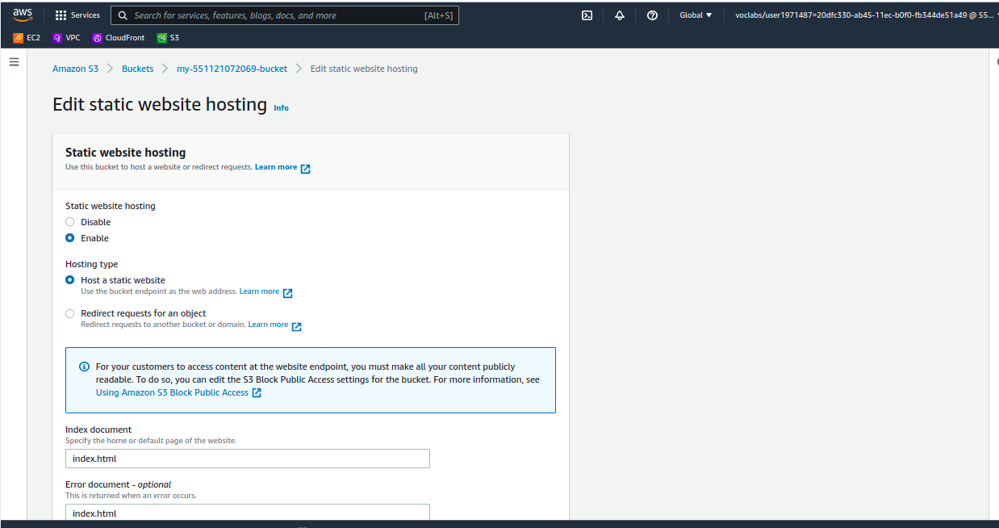 aws
Services
Search for services, features, blogs, docs, and more
[Alt+S]
Global
voclabs/user1971487=20dfc330-ab45-11ec-b0f0-fb344de51a49 @ 55...
EC2
VPC
CloudFront
S3
Amazon S3 > Buckets > my-551121072069-bucket > Edit static website hosting
Edit static website hosting Info
Static website hosting
Use this bucket to host a website or redirect requests. Learn more
Static website hosting
Disable
Enable
Hosting type
Host a static website
Use the bucket endpoint as the web address. Learn more
Redirect requests for an object
Redirect requests to another bucket or domain. Learn more
For your customers to access content at the website endpoint, you must make all your content publicly
readable. To do so, you can edit the S3 Block Public Access settings for the bucket. For more information, see
Using Amazon S3 Block Public Access
Index document
Specify the home or default page of the website.
index.html
Error document - optional
This is returned when an error occurs.
index.html